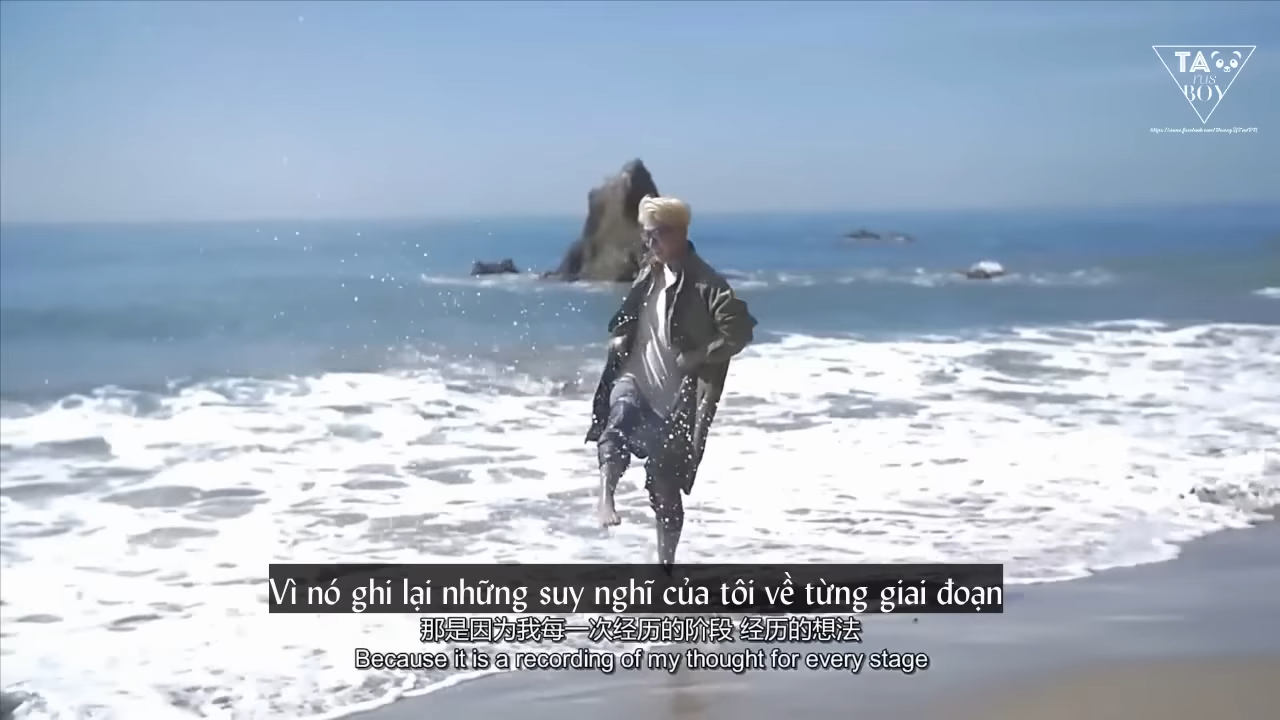 TA
rus
BOY
Vì nó ghi lại những suy nghĩ của tôi về từng giai đoạn
那是因为我每一次经历的阶段 经历的想法
Because it is a recording of my thought for every stage